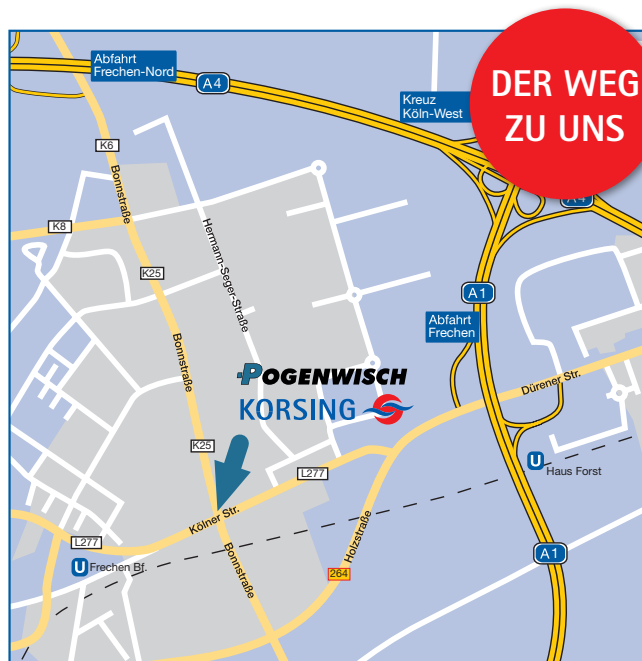 DER WEG
ZU UNS
Abfahrt
Frechen-Nord
A4
Kreuz
Köln-West
A4
K6
Bonnstraße
K8
K25
Hermann-Seger-Straße
A1
Abfahrt
Frechen
Bonnstraße
POGENWISCH
KORSING
Dürener Str.
K25
L277
U
Haus Forst
Kölner Str.
Holzstraße
L277
U
Frechen Bf.
Bonnstraße
A1
264